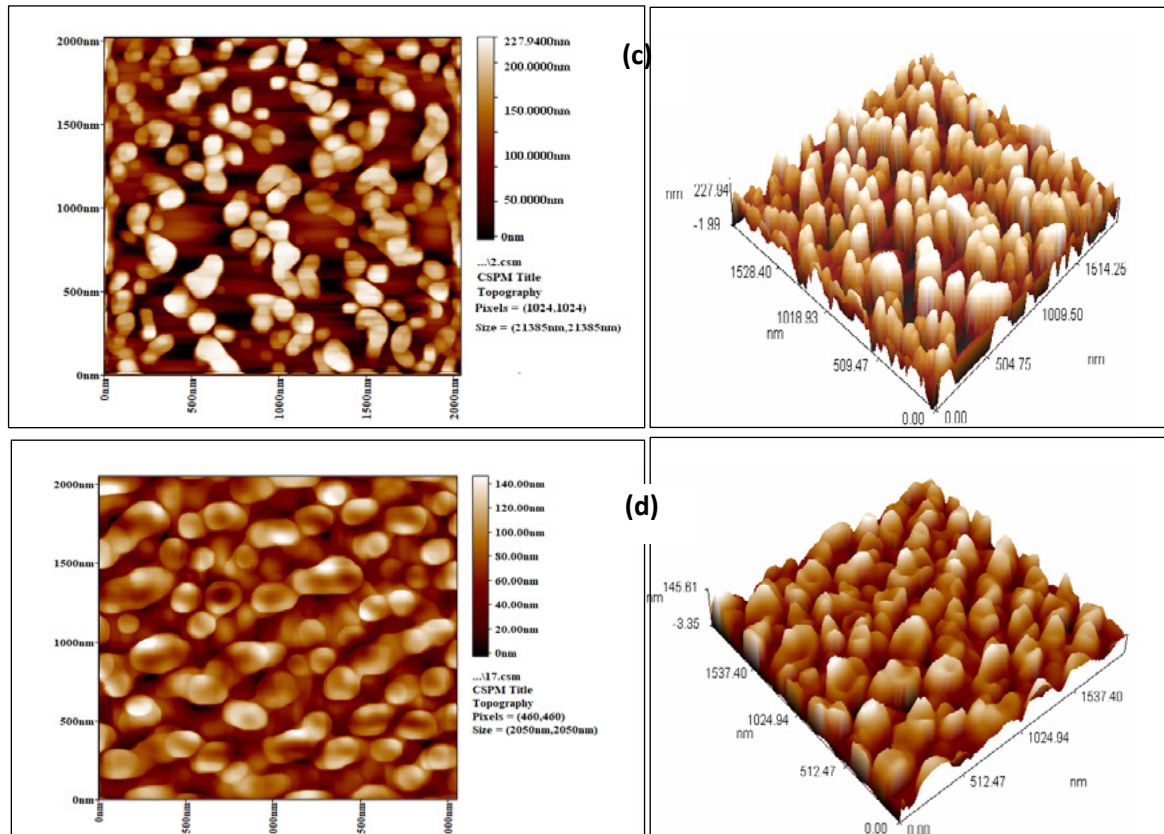 2000nm
1500nm
1000nm
500nm
0nm
0nm
500nm
1000nm
1500nm
2000nm
227.9400nm
200.0000nm
150.0000nm
100.0000nm
50.0000nm
0nm
...\2.csm
CSPM Title
Topography
Pixels = (1024,1024)
Size = (21385nm,21385nm)
(c)
nm
227.94
-1.99
1528.40
1018.93
nm
509.47
0.00
0.00
504.75
nm
1009.50
1514.25
2000nm
1500nm
1000nm
500nm
0nm
0nm
500nm
000nm
500nm
000nm
140.00nm
120.00nm
100.00nm
80.00nm
60.00nm
40.00nm
20.00nm
0nm
...\17.csm
CSPM Title
Topography
Pixels = (460,460)
Size = (2050nm,2050nm)
(d)
145.61
nm
-3.35
1537.40
1024.94
nm
512.47
0.00
0.00
512.47
nm
1024.94
1537.40